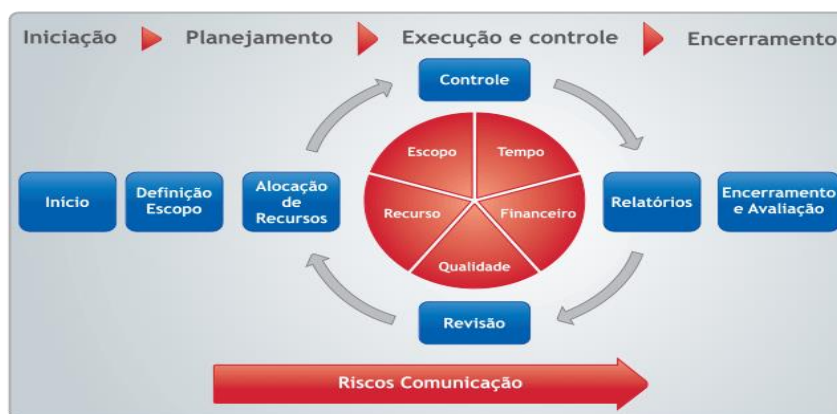 Iniciação
Planejamento
Execução e controle
Encerramento
Controle
Escopo
Tempo
Início
Definição
Escopo
Alocação
de
Recursos
Recurso
Financeiro
Relatórios
Encerramento
e Avaliação
Qualidade
Revisão
Riscos Comunicação